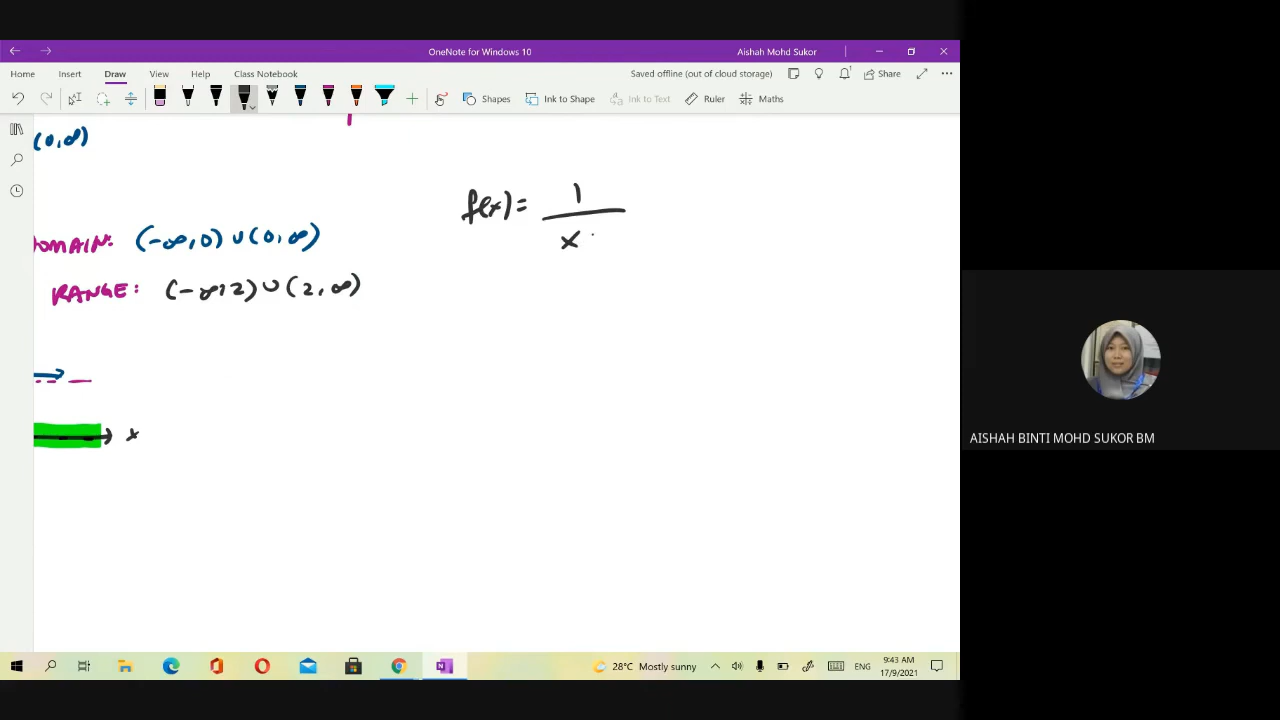 OneNote for Windows 10
Aishah Mohd Sukor
Home Insert Draw View Help Class Notebook
Saved offline (out of cloud storage) Share
Shapes Ink to Shape Ink to Text Ruler Maths
(0,∞)
f(x) = 1
x
DOMAIN: (-∞,0) ∪ (0,∞)
RANGE: (-∞,2) ∪ (2,∞)
x
AISHAH BINTI MOHD SUKOR BM
28°C Mostly sunny
ENG
9:43 AM
17/9/2021